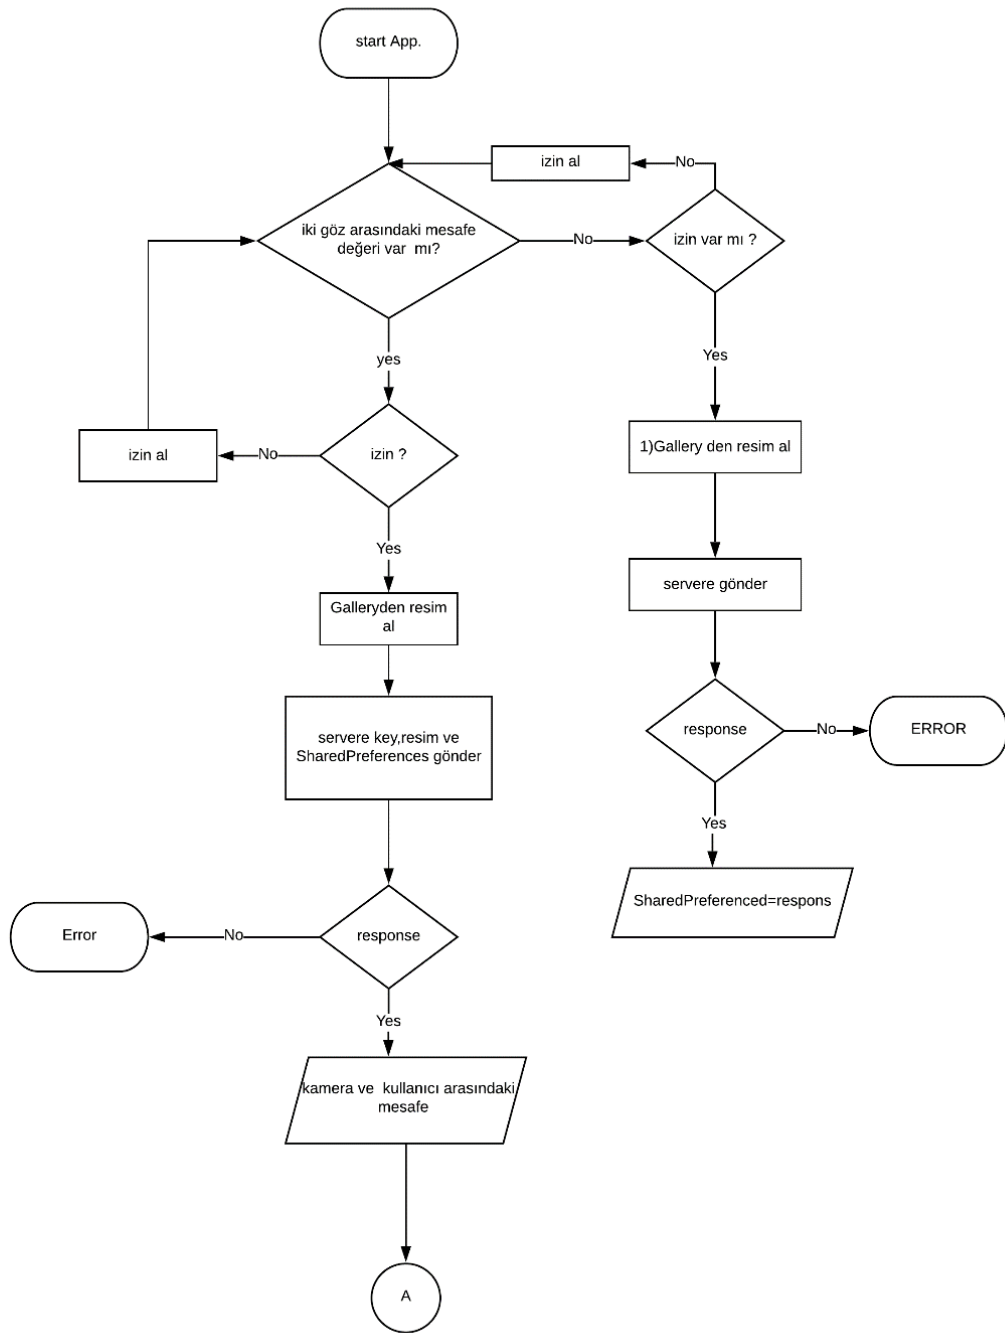 start App.
izin al
No
iki göz arasındaki mesafe
değeri var mı?
No
izin var mı ?
yes
Yes
izin al
No
izin ?
1)Gallery den resim al
Yes
servere gönder
Galleryden resim
al
servere key,resim ve
SharedPreferences gönder
response
No
ERROR
Yes
SharedPreferenced=respons
Error
No
response
Yes
kamera ve kullanıcı arasındaki
mesafe
A